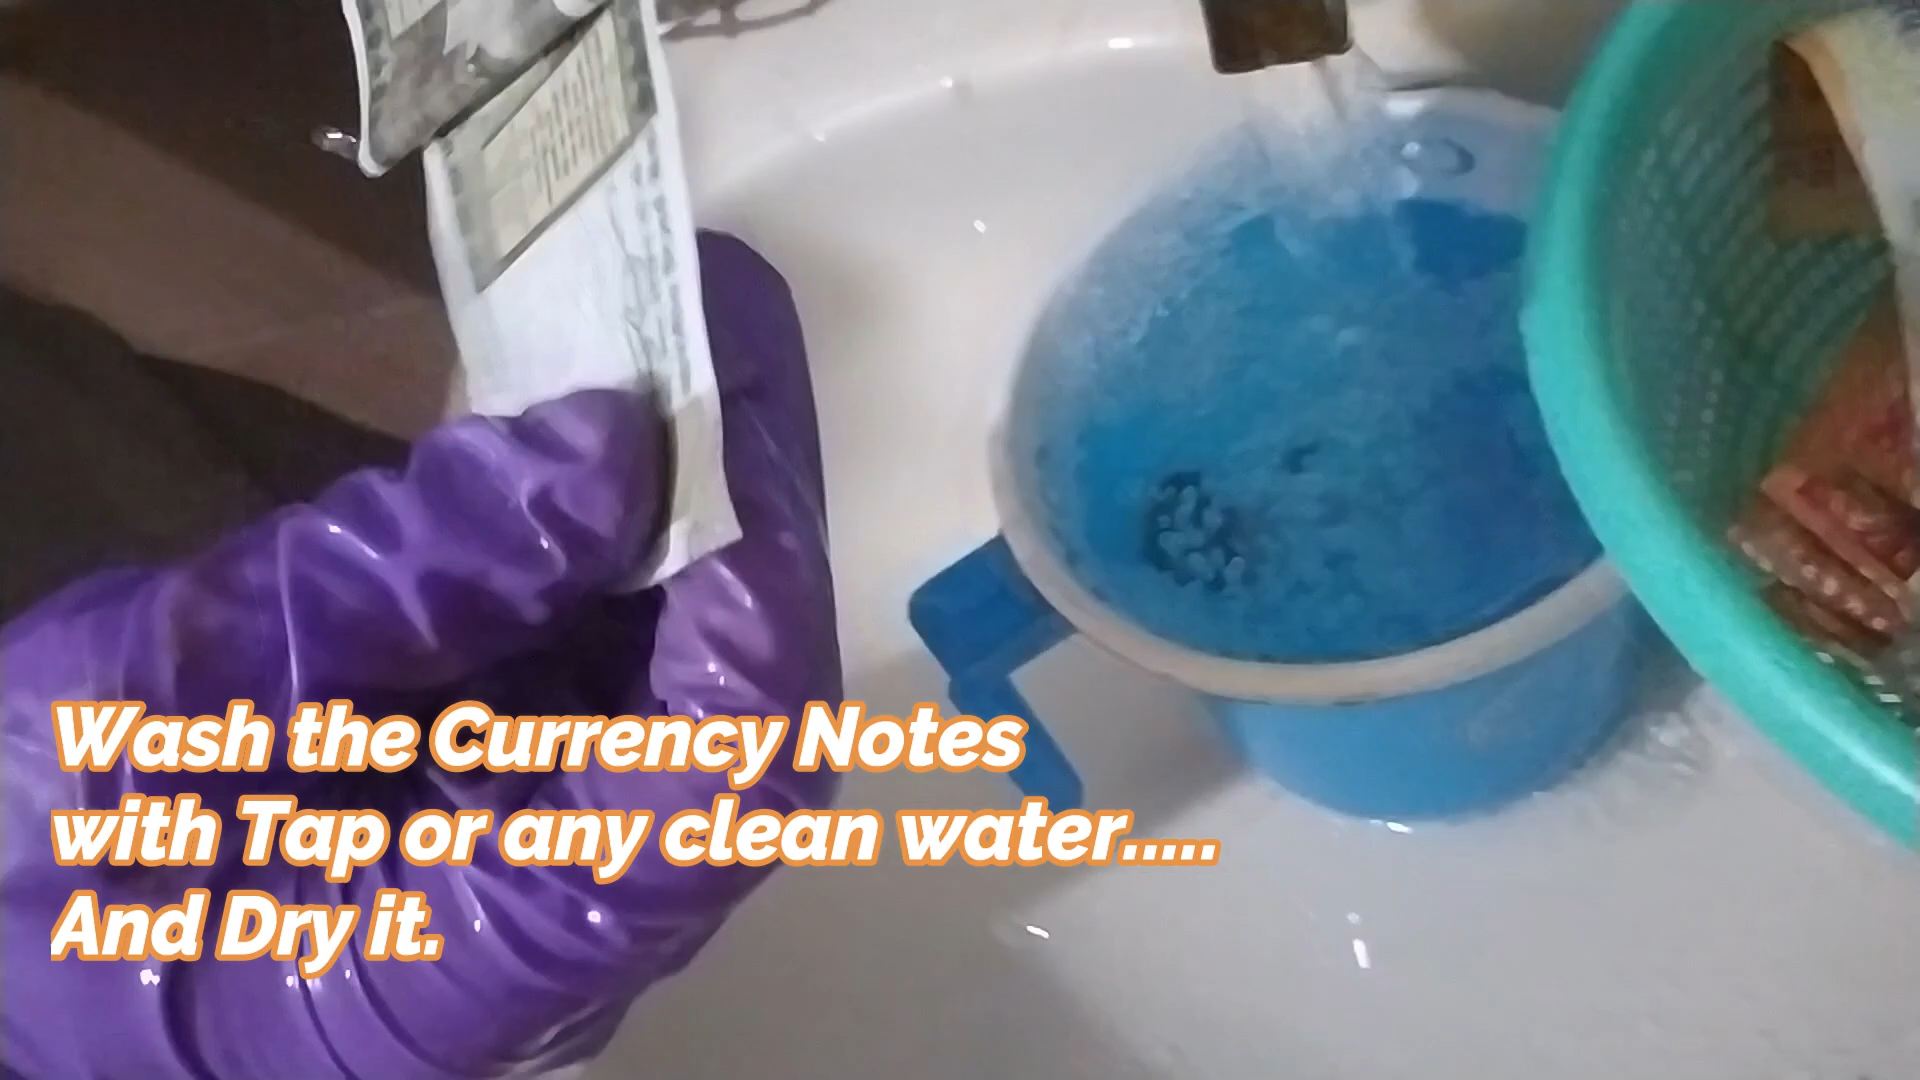 Wash the Currency Notes
with Tap or any clean water.....
And Dry it.